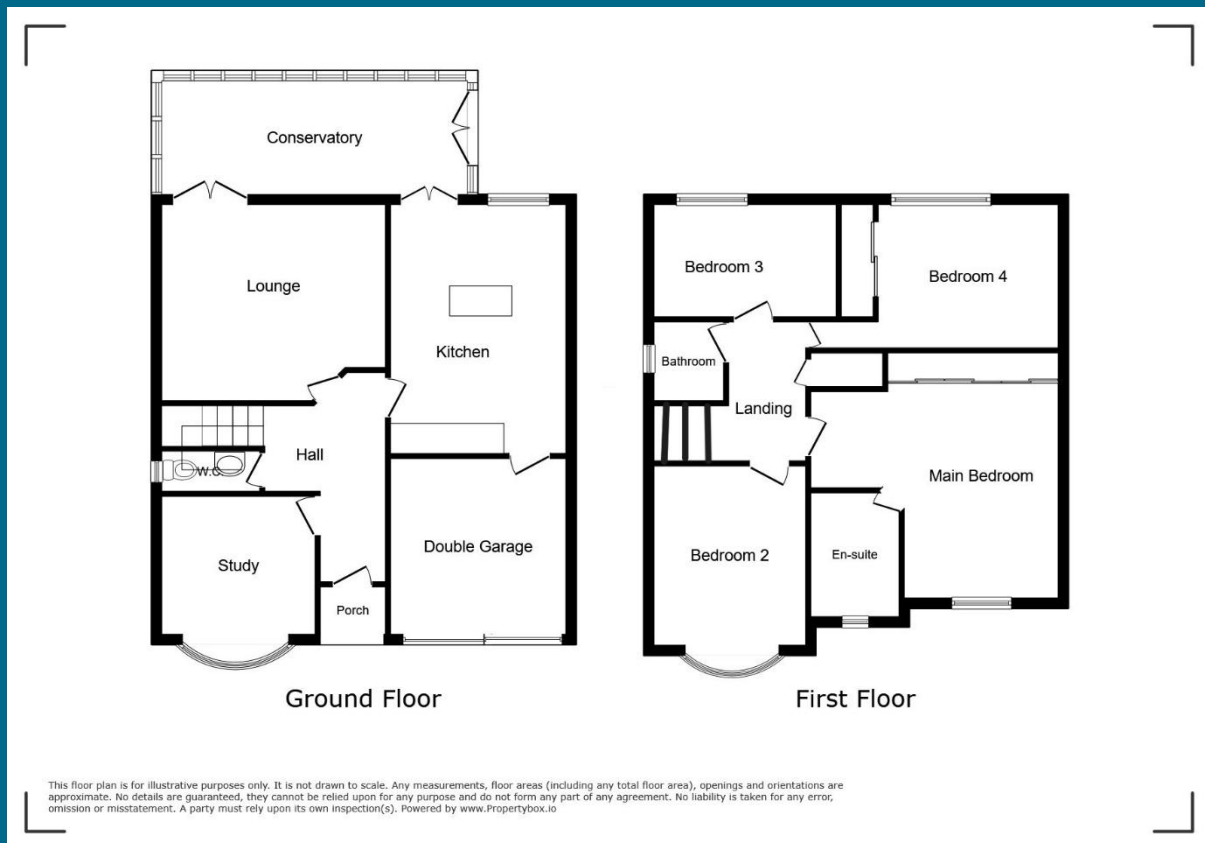 Conservatory
Lounge
Kitchen
Hall
W.C
Study
Double Garage
Porch
Ground Floor
Bedroom 3
Bedroom 4
Bathroom
Landing
Main Bedroom
Bedroom 2
En-suite
First Floor
This floor plan is for illustrative purposes only. It is not drawn to scale. Any measurements, floor areas (including any total floor area), openings and orientations are
approximate. No details are guaranteed, they cannot be relied upon for any purpose and do not form any part of any agreement. No liability is taken for any error,
omission or misstatement. A party must rely upon its own inspection(s). Powered by www.Propertybox.io